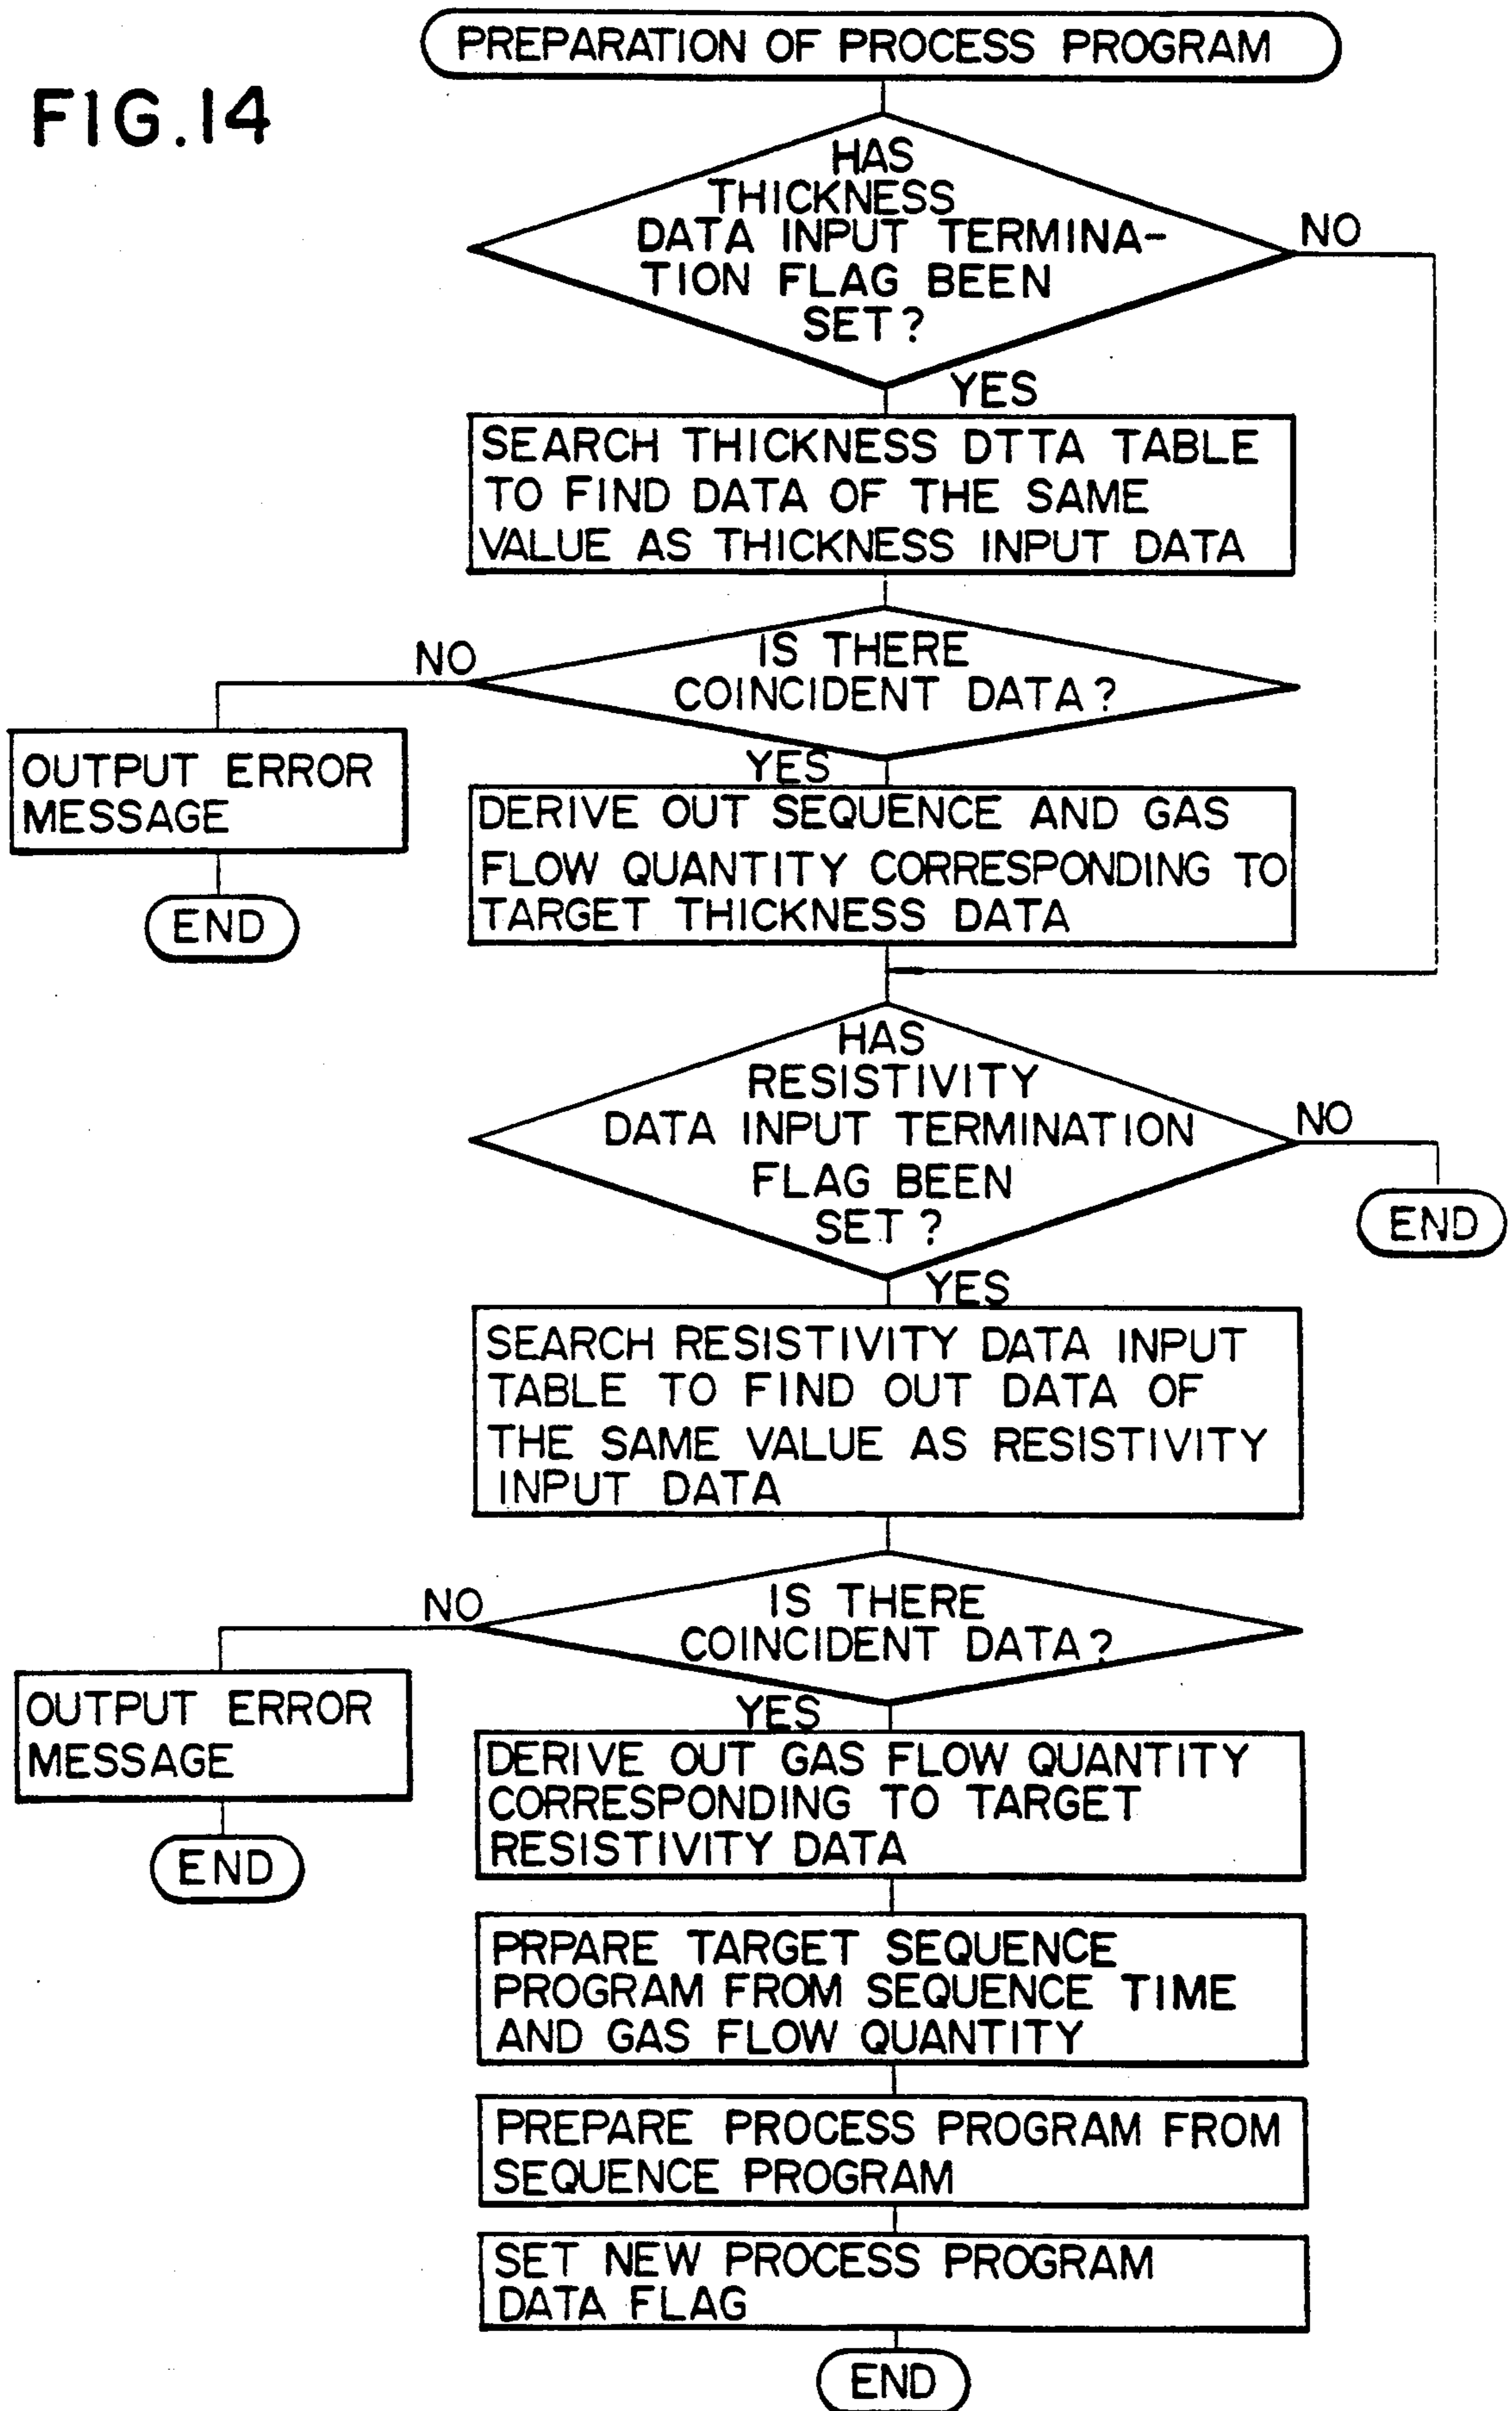 PREPARATION OF PROCESS PROGRAM
FIG.14
HAS
THICKNESS
DATA INPUT TERMINA-
TION FLAG BEEN
SET?
NO
YES
SEARCH THICKNESS DTTA TABLE
TO FIND DATA OF THE SAME
VALUE AS THICKNESS INPUT DATA
IS THERE
COINCIDENT DATA?
NO
OUTPUT ERROR
MESSAGE
END
YES
DERIVE OUT SEQUENCE AND GAS
FLOW QUANTITY CORRESPONDING TO
TARGET THICKNESS DATA
HAS
RESISTIVITY
DATA INPUT TERMINATION
FLAG BEEN
SET?
NO
END
YES
SEARCH RESISTIVITY DATA INPUT
TABLE TO FIND OUT DATA OF
THE SAME VALUE AS RESISTIVITY
INPUT DATA
IS THERE
COINCIDENT DATA?
NO
OUTPUT ERROR
MESSAGE
END
YES
DERIVE OUT GAS FLOW QUANTITY
CORRESPONDING TO TARGET
RESISTIVITY DATA
PRPARE TARGET SEQUENCE
PROGRAM FROM SEQUENCE TIME
AND GAS FLOW QUANTITY
PREPARE PROCESS PROGRAM FROM
SEQUENCE PROGRAM
SET NEW PROCESS PROGRAM
DATA FLAG
END